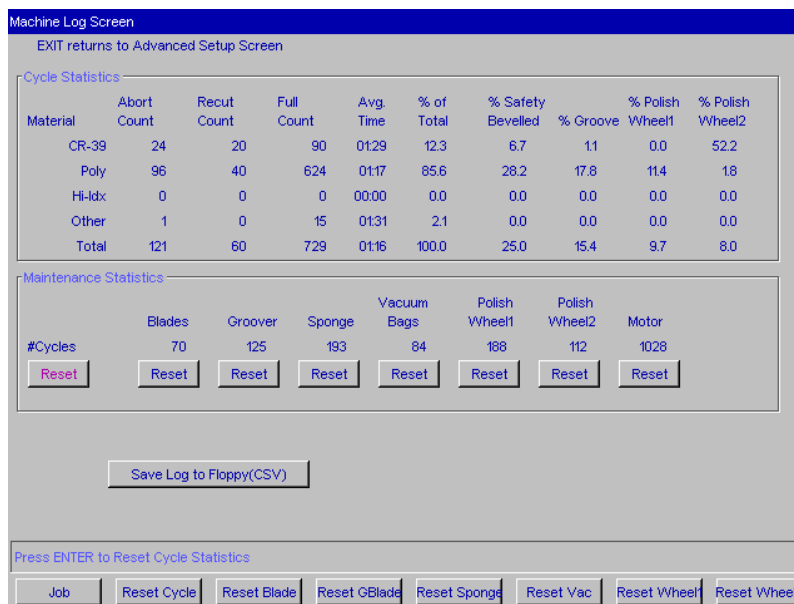 Machine Log Screen
EXIT returns to Advanced Setup Screen
Cycle Statistics
Abort Recut Full Avg. % of % Safety % Polish % Polish
Material Count Count Count Time Total Bevelled % Groove Wheel1 Wheel2
CR-39 24 20 90 01:29 12.3 6.7 1.1 0.0 52.2
Poly 96 40 624 01:17 85.6 28.2 17.8 11.4 1.8
Hi-Idx 0 0 0 00:00 0.0 0.0 0.0 0.0 0.0
Other 1 0 15 01:31 2.1 0.0 0.0 0.0 0.0
Total 121 60 729 01:16 100.0 25.0 15.4 9.7 8.0
Maintenance Statistics
Vacuum Polish Polish
Blades Groover Sponge Bags Wheel1 Wheel2 Motor
#Cycles 70 125 193 84 188 112 1028
Reset Reset Reset Reset Reset Reset Reset Reset
Save Log to Floppy(CSV)
Press ENTER to Reset Cycle Statistics
Job Reset Cycle Reset Blade Reset GBlade Reset Sponge Reset Vac Reset Wheel1 Reset Whee